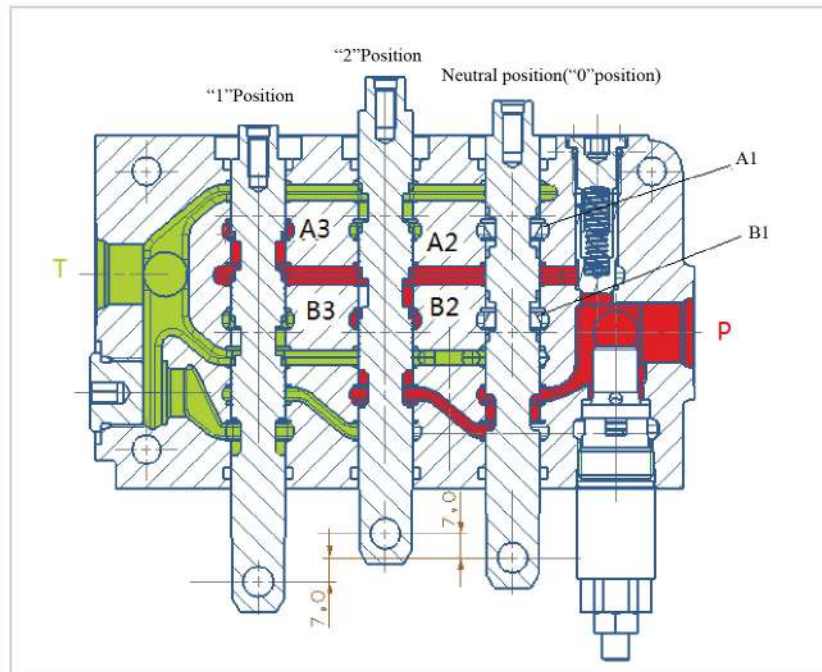 “2”Position
Neutral position(“0”position)
“1”Position
A1
B1
A3
A2
T
B3
B2
P
7,0
7,0